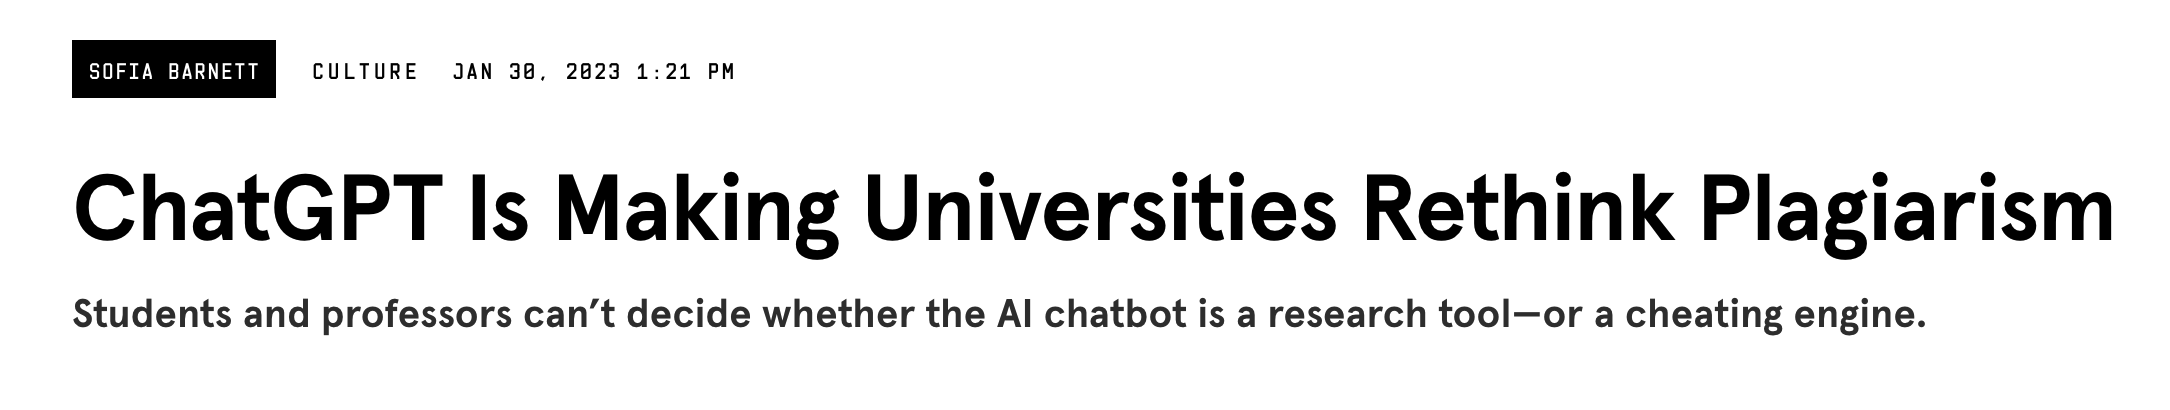 SOFIA BARNETT CULTURE JAN 30, 2023 1:21 PM
ChatGPT Is Making Universities Rethink Plagiarism
Students and professors can’t decide whether the AI chatbot is a research tool—or a cheating engine.